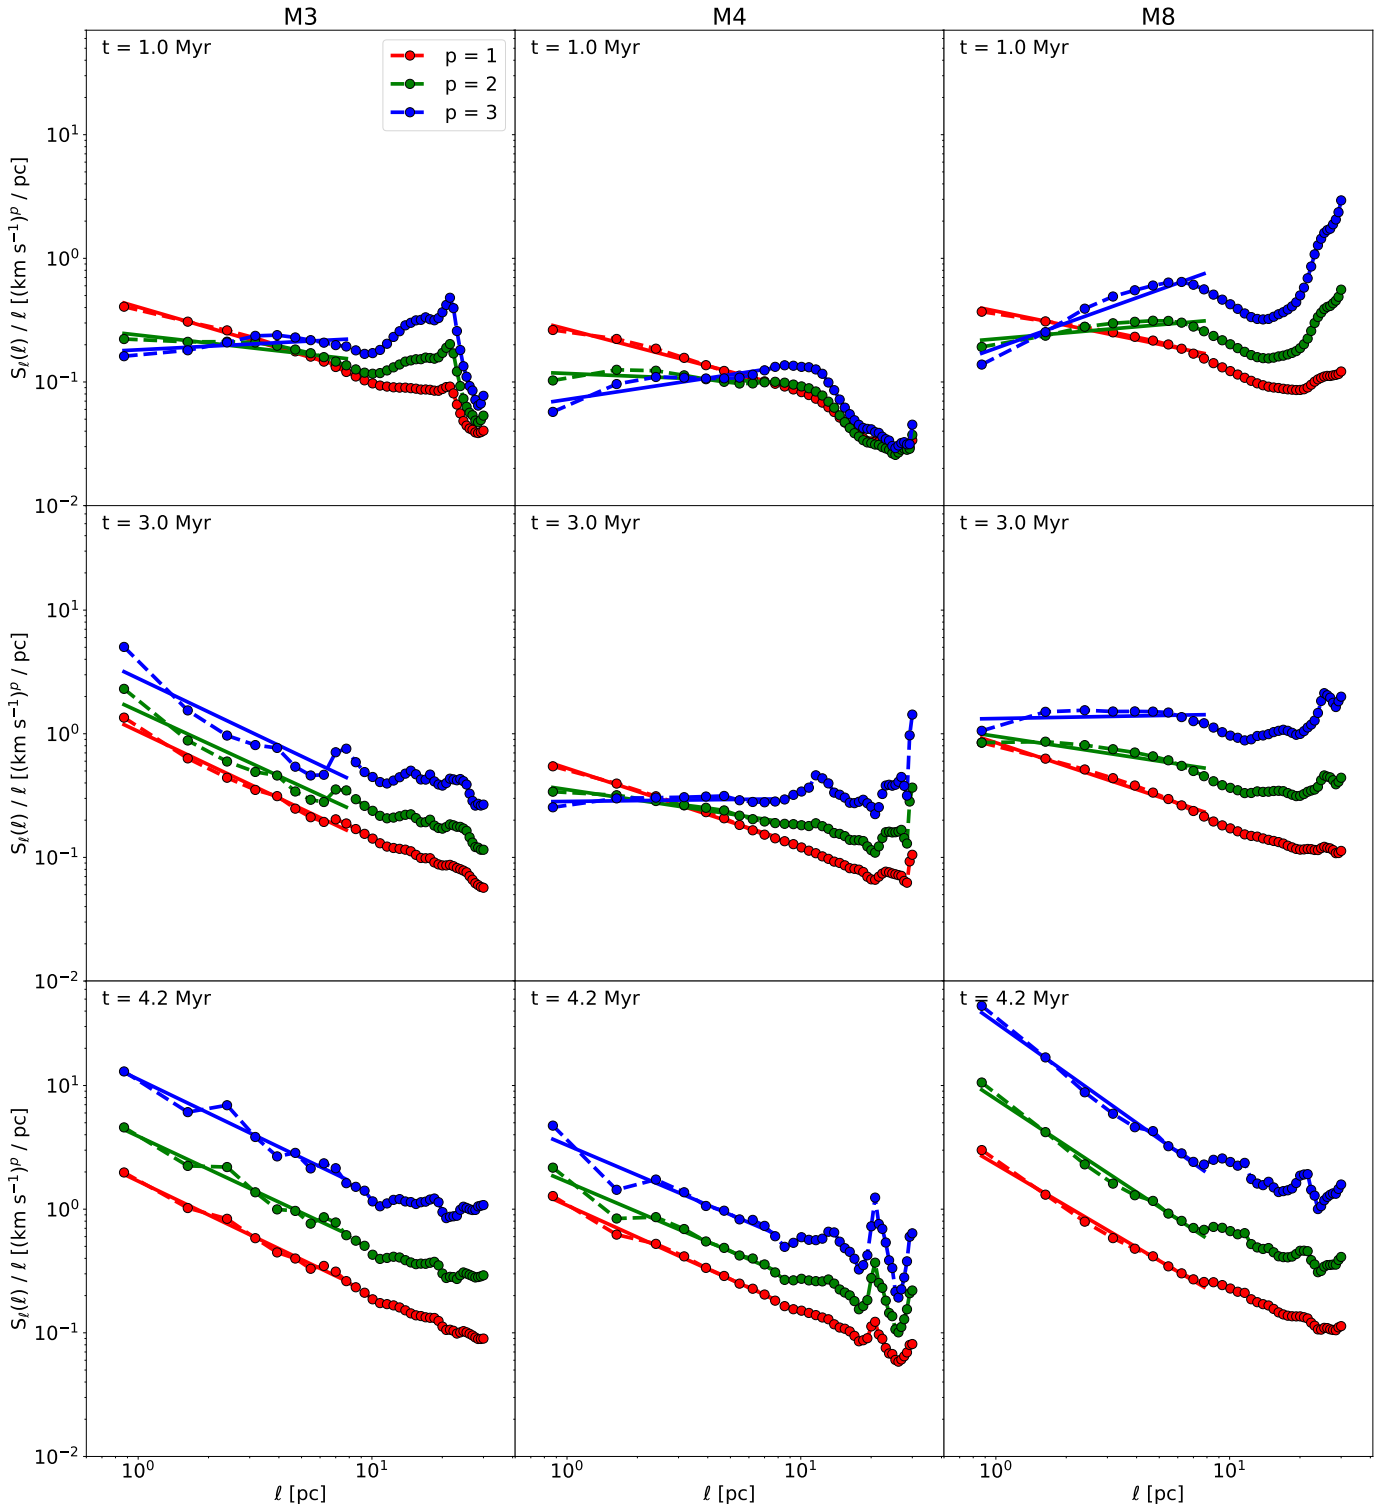 M3 M4 M8
t = 1.0 Myr t = 1.0 Myr t = 1.0 Myr
p = 1
p = 2
p = 3
10¹
10⁰
10⁻¹
10⁻²
Sₚ(ℓ) / ℓ [(km s⁻¹)ᵖ / pc]
t = 3.0 Myr t = 3.0 Myr t = 3.0 Myr
10¹
10⁰
10⁻¹
10⁻²
Sₚ(ℓ) / ℓ [(km s⁻¹)ᵖ / pc]
t = 4.2 Myr t = 4.2 Myr t = 4.2 Myr
10¹
10⁰
10⁻¹
10⁻²
Sₚ(ℓ) / ℓ [(km s⁻¹)ᵖ / pc]
10⁰ 10¹ 10⁰ 10¹ 10⁰ 10¹
ℓ [pc] ℓ [pc] ℓ [pc]